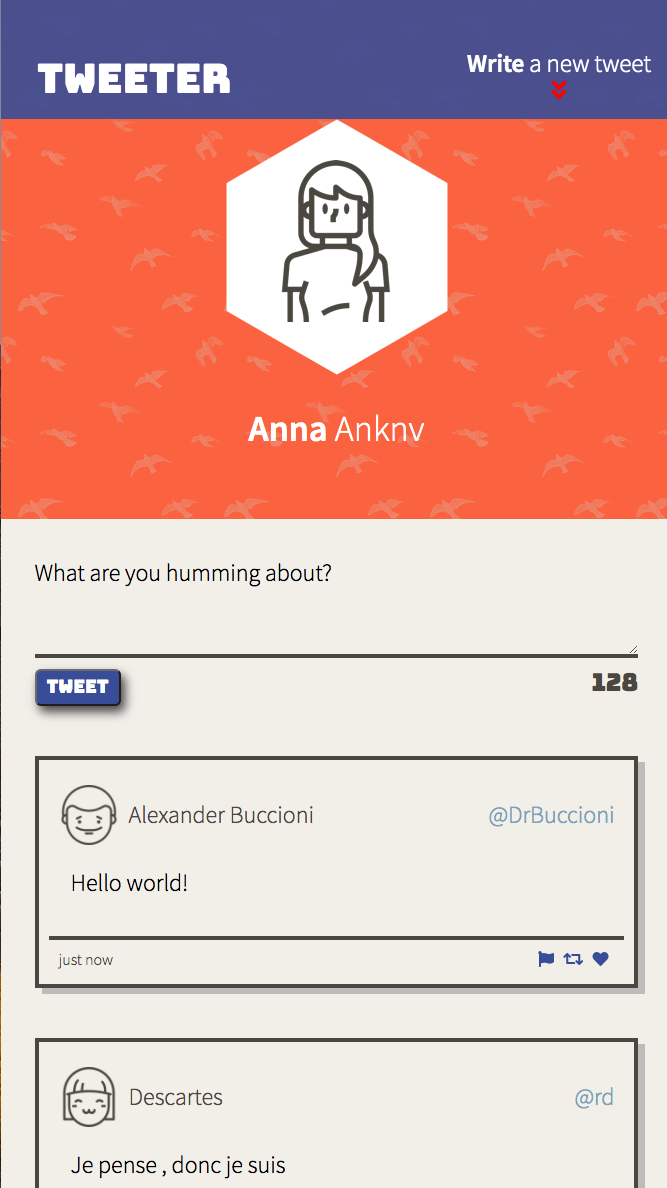 TWEETER
Write a new tweet
Anna Anknv
What are you humming about?
TWEET
128
Alexander Buccioni
@DrBuccioni
Hello world!
just now
Descartes
@rd
Je pense , donc je suis